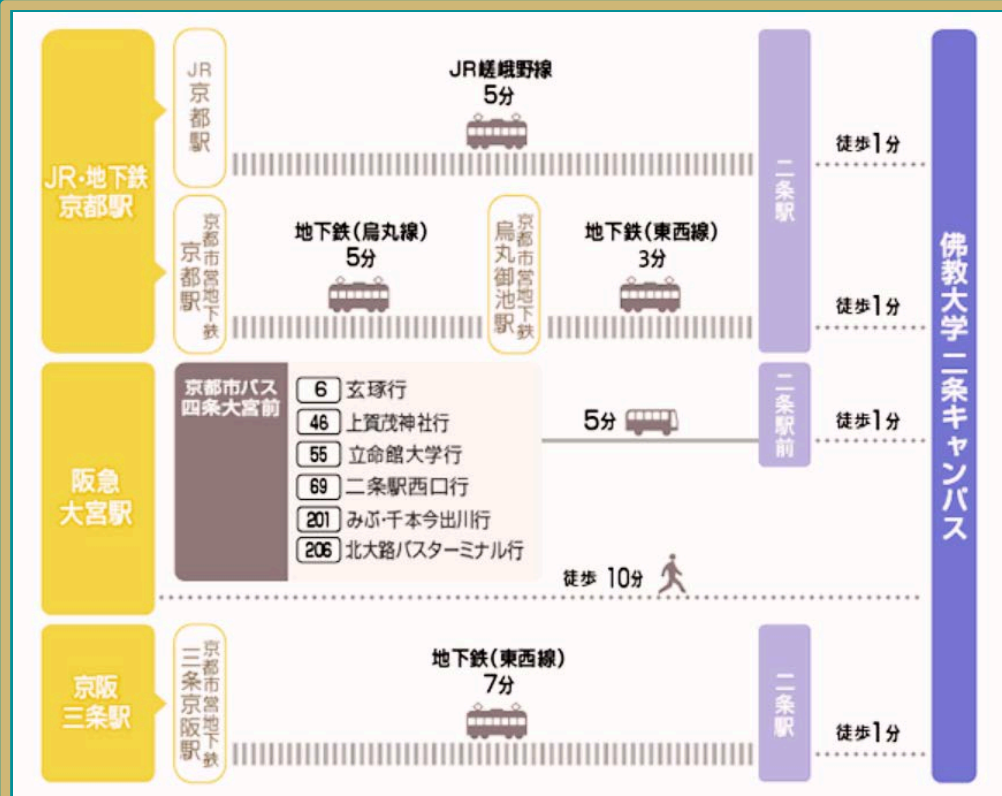 JR・地下鉄
京都駅
JR京都駅
JR嵯峨野線
5分
二条駅
徒歩1分
京都市営地下鉄
京都駅
地下鉄(烏丸線)
5分
京都市営地下鉄
烏丸御池駅
地下鉄(東西線)
3分
徒歩1分
阪急
大宮駅
京都市バス
四条大宮前
6 玄琢行
46 上賀茂神社行
55 立命館大学行
69 二条駅西口行
201 みぶ・千本今出川行
206 北大路バスターミナル行
5分
二条駅前
徒歩1分
徒歩 10分
京阪
三条駅
京都市営地下鉄
三条京阪駅
地下鉄(東西線)
7分
二条駅
徒歩1分
佛教大学 二条キャンパス